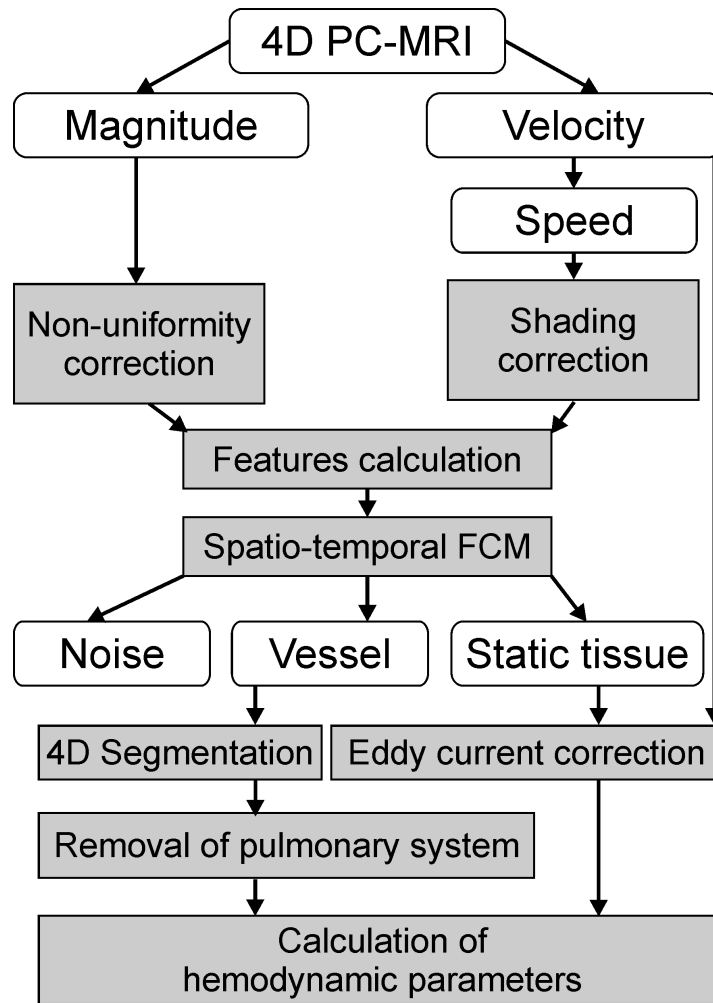 4D PC-MRI
Magnitude
Velocity
Speed
Non-uniformity
correction
Shading
correction
Features calculation
Spatio-temporal FCM
Noise
Vessel
Static tissue
4D Segmentation
Eddy current correction
Removal of pulmonary system
Calculation of
hemodynamic parameters